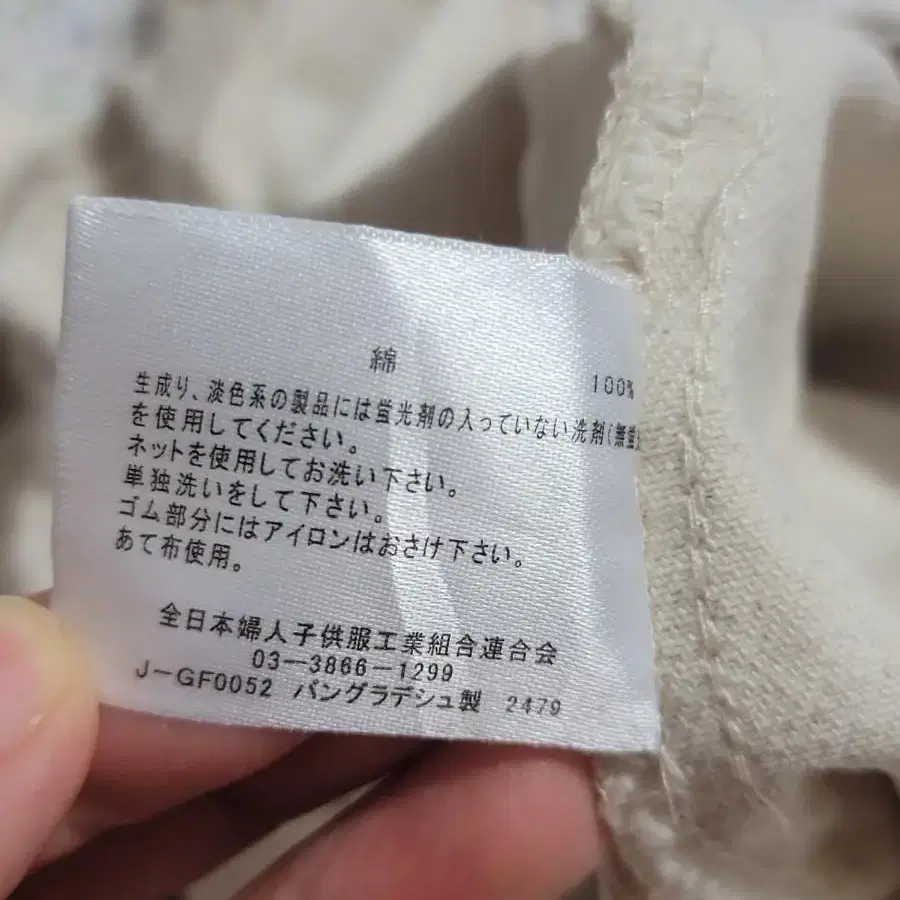 綿 100%
生成り、淡色系の製品には蛍光剤の入っていない洗剤(無蛍
を使用してください。
ネットを使用してお洗い下さい。
単独洗いをして下さい。
ゴム部分にはアイロンはおさけ下さい。
あて布使用。
全日本婦人子供服工業組合連合会
03-3866-1299
J-GF0052 バングラデシュ製 2479